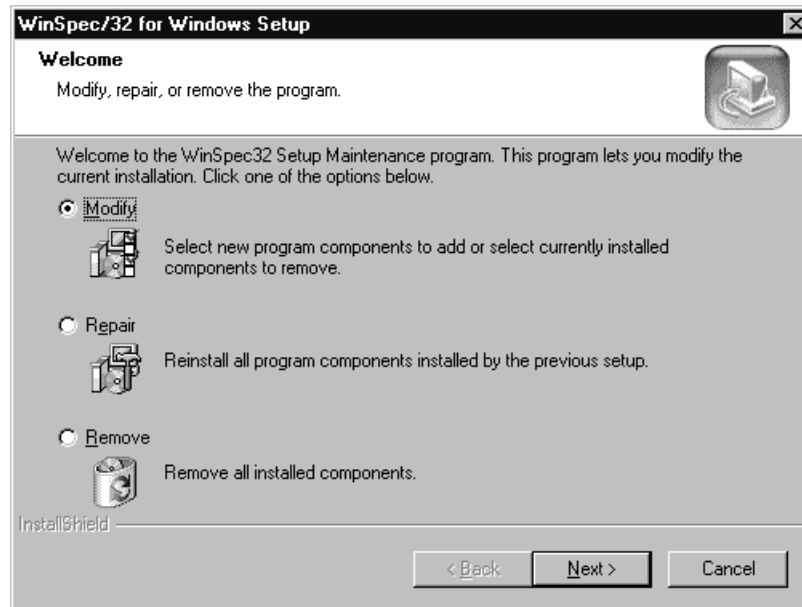 WinSpec/32 for Windows Setup
Welcome
Modify, repair, or remove the program.
Welcome to the WinSpec32 Setup Maintenance program. This program lets you modify the
current installation. Click one of the options below.
Modify
Select new program components to add or select currently installed
components to remove.
Repair
Reinstall all program components installed by the previous setup.
Remove
Remove all installed components.
InstallShield
< Back
Next >
Cancel